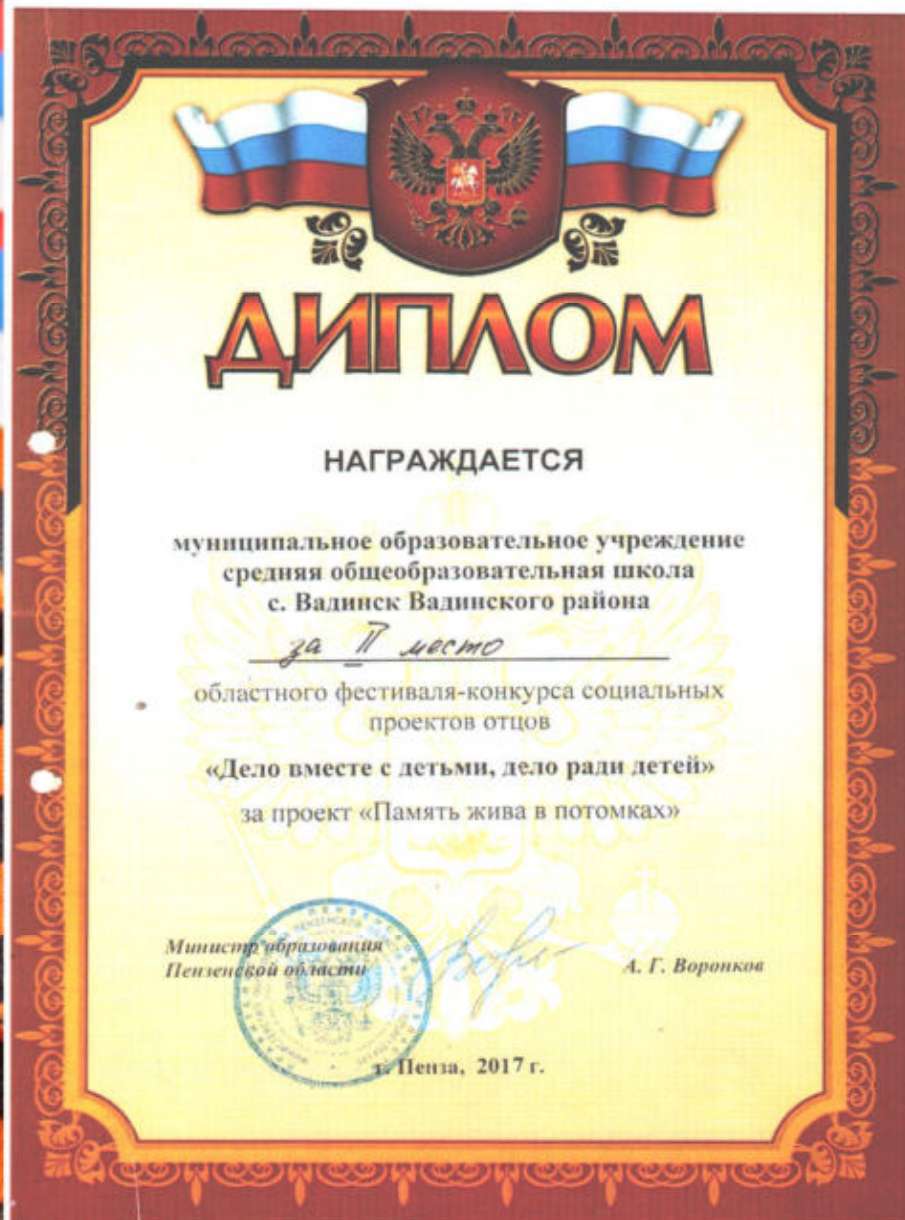 ДИПЛОМ
НАГРАЖДАЕТСЯ
муниципальное образовательное учреждение
средняя общеобразовательная школа
с. Вадинск Вадинского района
за II место
областного фестиваля-конкурса социальных
проектов отцов
«Дело вместе с детьми, дело ради детей»
за проект «Память жива в потомках»
Министр образования
Пензенской области
А. Г. Воронков
г. Пенза, 2017 г.